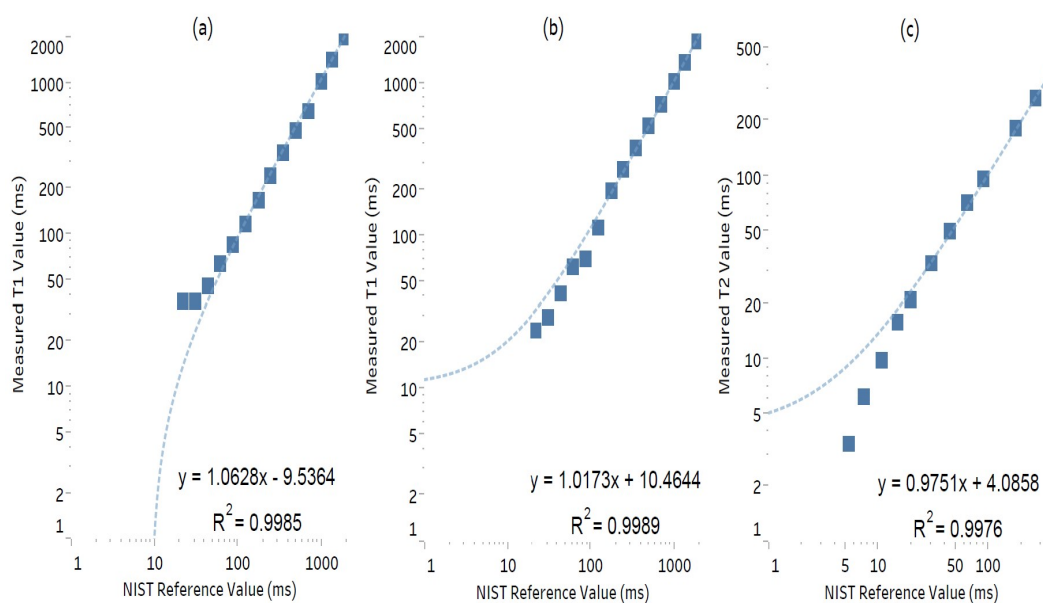 (a)
Measured T1 Value (ms)
2000
1000
500
200
100
50
20
10
5
2
1
y = 1.0628x - 9.5364
R² = 0.9985
1 10 100 1000
NIST Reference Value (ms)
(b)
Measured T1 Value (ms)
2000
1000
500
200
100
50
20
10
5
2
1
y = 1.0173x + 10.4644
R² = 0.9989
1 10 100 1000
NIST Reference Value (ms)
(c)
Measured T2 Value (ms)
500
200
100
50
20
10
5
2
1
y = 0.9751x + 4.0858
R² = 0.9976
1 5 10 50 100
NIST Reference Value (ms)